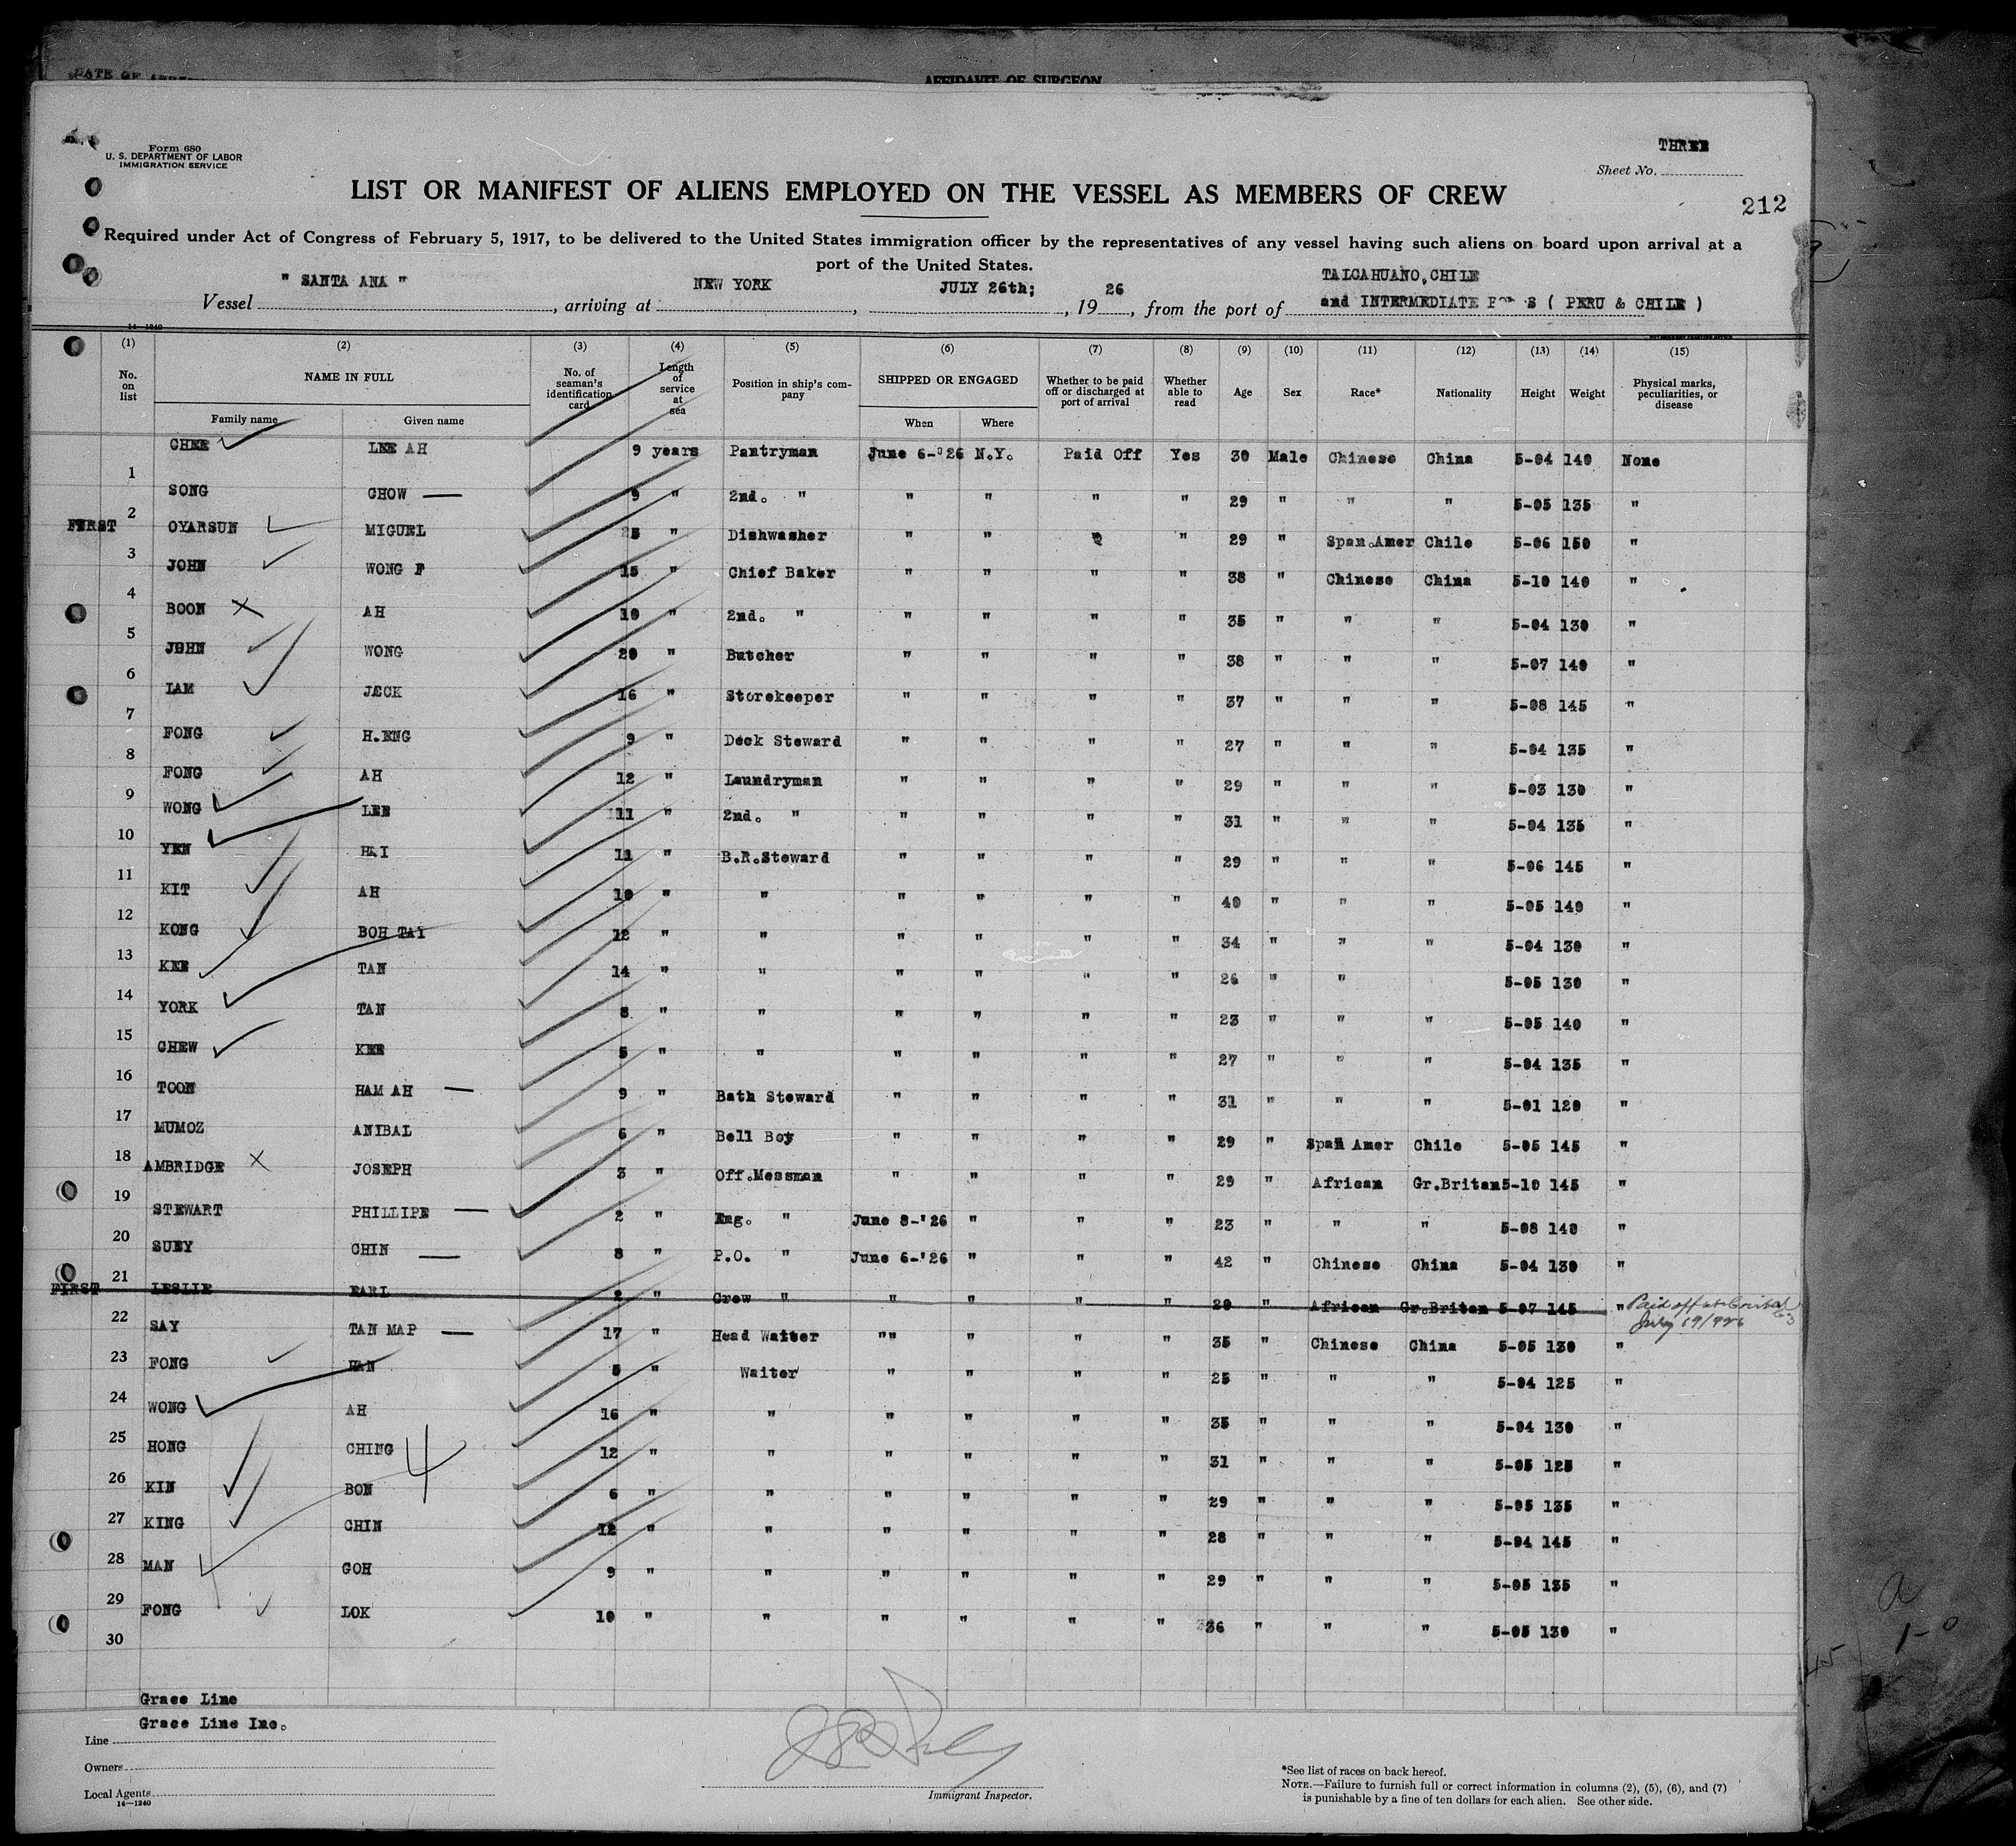 DATE OF
AFFIDAVIT OF SURGEON
Form 680
U. S. DEPARTMENT OF LABOR
IMMIGRATION SERVICE
THREE
Sheet No.
LIST OR MANIFEST OF ALIENS EMPLOYED ON THE VESSEL AS MEMBERS OF CREW
212
Required under Act of Congress of February 5, 1917, to be delivered to the United States immigration officer by the representatives of any vessel having such aliens on board upon arrival at a
port of the United States.
Vessel " SANTA ANA " , arriving at NEW YORK , JULY 26th; , 19 26 , from the port of TALCAHUANO, CHILE
and INTERMEDIATE ( PERU & CHILE )
14—1240
(1) (2) (3) (4) (5) (6) (7) (8) (9) (10) (11) (12) (13) (14) (15)
No. on list NAME IN FULL No. of seaman's identification card Length of service at sea Position in ship's company SHIPPED OR ENGAGED Whether to be paid off or discharged at port of arrival Whether able to read Age Sex Race* Nationality Height Weight Physical marks, peculiarities, or disease
Family name Given name When Where
1 CHEE LEE AH 9 years Pantryman June 6-'26 N.Y. Paid Off Yes 30 Male Chinese China 5-04 140 None
2 SONG CHOW — 9 " 2nd. " " " " " 29 " " " 5-05 135 "
FIRST 3 OYARSUN MIGUEL 25 " Dishwasher " " " " 29 " Span.Amer Chile 5-06 150 "
4 JOHN WONG F 15 " Chief Baker " " " " 38 " Chinese China 5-10 140 "
5 BOON AH 10 " 2nd. " " " " " 35 " " " 5-04 130 "
6 JOHN WONG 20 " Butcher " " " " 38 " " " 5-07 140 "
7 LAM JACK 16 " Storekeeper " " " " 37 " " " 5-08 145 "
8 FONG H.ENG 9 " Deck Steward " " " " 27 " " " 5-04 135 "
9 FONG AH 12 " Laundryman " " " " 29 " " " 5-03 130 "
10 WONG LEE 11 " 2nd. " " " " " 31 " " " 5-04 135 "
11 YEN HAI 11 " B.R.Steward " " " " 29 " " " 5-06 145 "
12 KIT AH 10 " " " " " " 40 " " " 5-05 140 "
13 KONG BOH TAI 12 " " " " " " 34 " " " 5-04 130 "
14 KEE TAN 14 " " " " " " 26 " " 5-05 130 "
15 YORK TAN 8 " " " " " " 23 " " " 5-05 140 "
16 CHEW KEE 5 " " " " " " 27 " " " 5-04 135 "
17 TOON HAM AH — 9 " Bath Steward " " " " 31 " " " 5-01 120 "
18 MUMOZ ANIBAL 6 " Bell Boy " " " " 29 " Span Amer Chile 5-05 145 "
19 AMBRIDGE JOSEPH 3 " Off.Messman " " " " 29 " African Gr.Briten 5-10 145 "
20 STEWART PHILLIPE — 2 " Eng. " June 8-'26 " " " 23 " " " 5-08 140 "
21 SUEY CHIN — 8 " P.O. " June 6-'26 " " " 42 " Chinese China 5-04 130 "
FIRST 22 LESLIE EARL 2 " Crew " " " " " 20 " African Gr.Briten 5-07 145 " Paid off at Cristobal
July 19/926
23 SAY TAN MAP — 17 " Head Waiter "" " " " 35 " Chinese China 5-05 130 "
24 FONG HAN 5 " Waiter " " " " 25 " " " 5-04 125 "
25 WONG AH 16 " " " " " " 35 " " " 5-04 130 "
26 HONG CHING 12 " " " " " " 31 " " " 5-05 125 "
27 KIN BON 6 " " " " " " 29 " " " 5-05 135 "
28 KING CHIN 12 " " " " " " 28 " " " 5-04 145 "
29 MAN GOH 9 " " " " " " 29 " " " 5-05 135 "
30 FONG LOK 10 " " " " " " 36 " " " 5-05 130 "
4
Grace Line
Grace Line Inc.
Line
Owners
Local Agents
14—1240
Immigrant Inspector.
*See list of races on back hereof.
NOTE.—Failure to furnish full or correct information in columns (2), (5), (6), and (7)
is punishable by a fine of ten dollars for each alien. See other side.